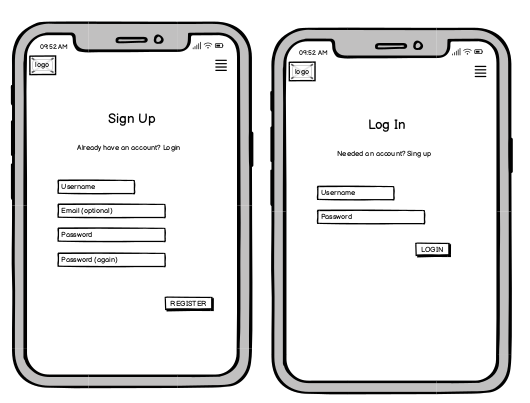 09:52 AM
logo
Sign Up
Already have an account? Login
Username
Email (optional)
Password
Password (again)
REGISTER
09:52 AM
logo
Log In
Needed an account? Sing up
Username
Password
LOGIN